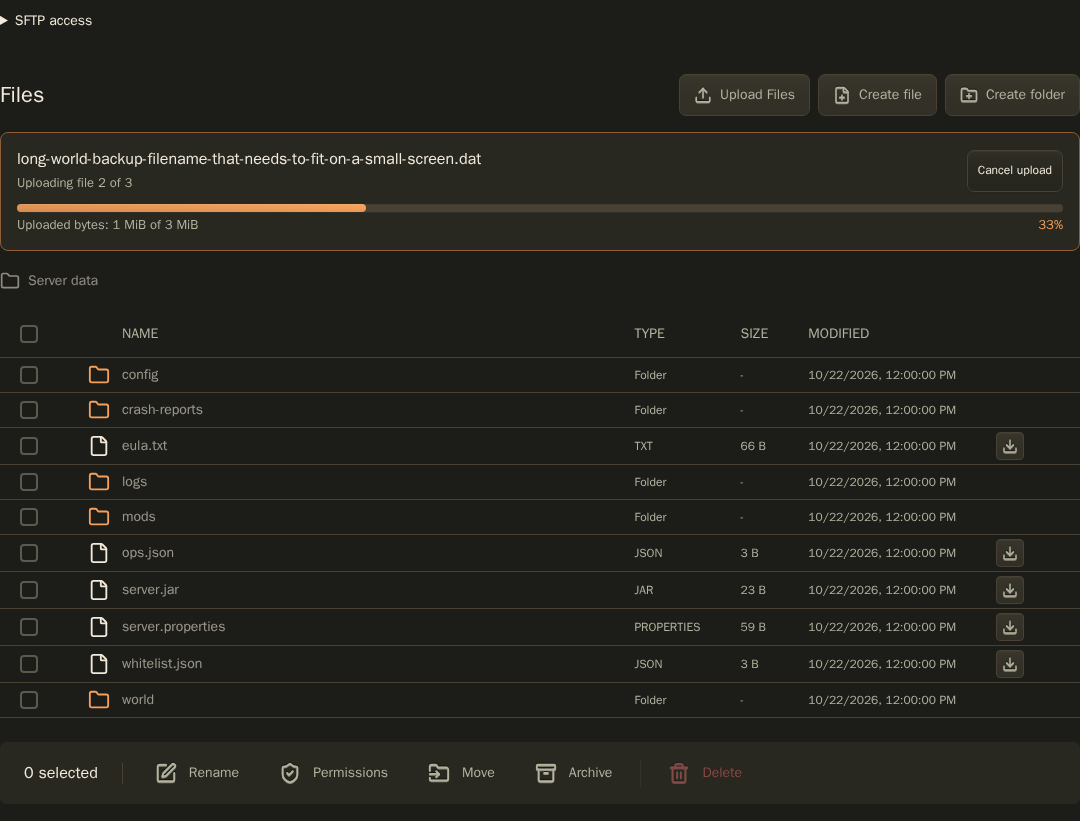 SFTP access
Files
Upload Files
Create file
Create folder
long-world-backup-filename-that-needs-to-fit-on-a-small-screen.dat
Uploading file 2 of 3
Cancel upload
Uploaded bytes: 1 MiB of 3 MiB
33%
Server data
NAME TYPE SIZE MODIFIED
config Folder - 10/22/2026, 12:00:00 PM
crash-reports Folder - 10/22/2026, 12:00:00 PM
eula.txt TXT 66 B 10/22/2026, 12:00:00 PM
logs Folder - 10/22/2026, 12:00:00 PM
mods Folder - 10/22/2026, 12:00:00 PM
ops.json JSON 3 B 10/22/2026, 12:00:00 PM
server.jar JAR 23 B 10/22/2026, 12:00:00 PM
server.properties PROPERTIES 59 B 10/22/2026, 12:00:00 PM
whitelist.json JSON 3 B 10/22/2026, 12:00:00 PM
world Folder - 10/22/2026, 12:00:00 PM
0 selected Rename Permissions Move Archive Delete